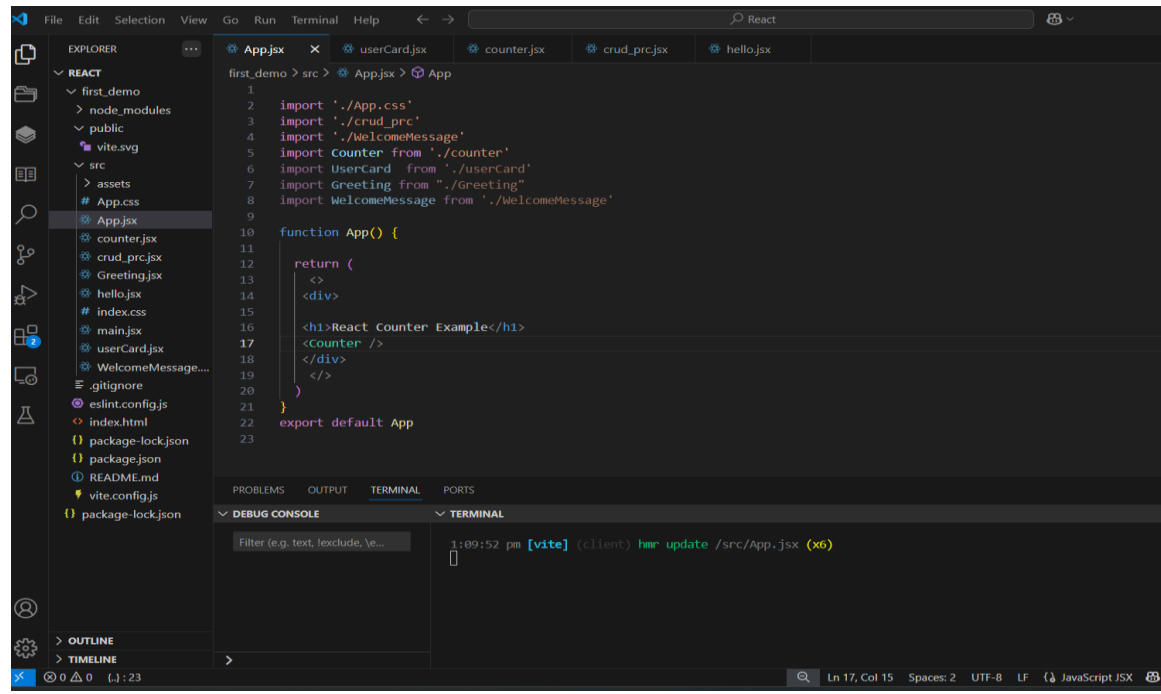 File Edit Selection View Go Run Terminal Help ← → React
EXPLORER ...
REACT
first_demo
node_modules
public
vite.svg
src
assets
# App.css
App.jsx
counter.jsx
crud_prc.jsx
Greeting.jsx
hello.jsx
# index.css
main.jsx
userCard.jsx
WelcomeMessage....
.gitignore
eslint.config.js
<> index.html
{} package-lock.json
{} package.json
README.md
vite.config.js
{} package-lock.json
OUTLINE
TIMELINE
2
App.jsx × userCard.jsx counter.jsx crud_prc.jsx hello.jsx
first_demo > src > App.jsx > App
1
2 import './App.css'
3 import './crud_prc'
4 import './WelcomeMessage'
5 import Counter from './counter'
6 import UserCard  from './userCard'
7 import Greeting from "./Greeting"
8 import WelcomeMessage from './WelcomeMessage'
9
10 function App() {
11
12 return (
13 <>
14 <div>
15
16 <h1>React Counter Example</h1>
17 <Counter />
18 </div>
19 </>
20 )
21 }
22 export default App
23
PROBLEMS OUTPUT TERMINAL PORTS
DEBUG CONSOLE
Filter (e.g. text, !exclude, \e...
>
TERMINAL
1:09:52 pm [vite] (client) hmr update /src/App.jsx (x6)
0 0 {..} : 23
Ln 17, Col 15 Spaces: 2 UTF-8 LF {} JavaScript JSX